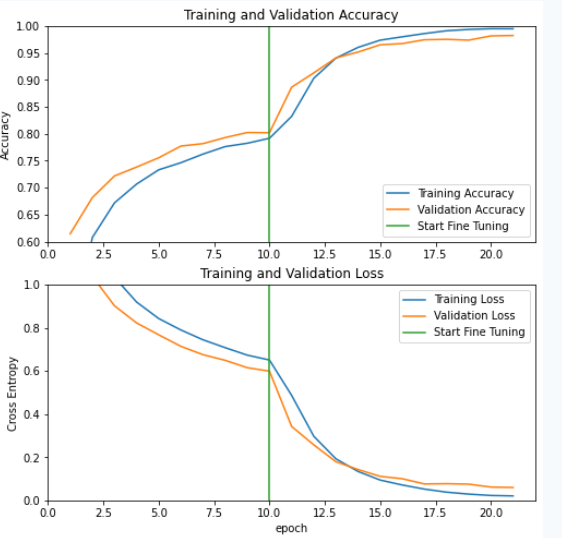 Training and Validation Accuracy
1.00
0.95
0.90
0.85
0.80
0.75
0.70
0.65
0.60
Accuracy
Training Accuracy
Validation Accuracy
Start Fine Tuning
0.0 2.5 5.0 7.5 10.0 12.5 15.0 17.5 20.0
Training and Validation Loss
1.0
0.8
0.6
0.4
0.2
0.0
Cross Entropy
Training Loss
Validation Loss
Start Fine Tuning
0.0 2.5 5.0 7.5 10.0 12.5 15.0 17.5 20.0
epoch